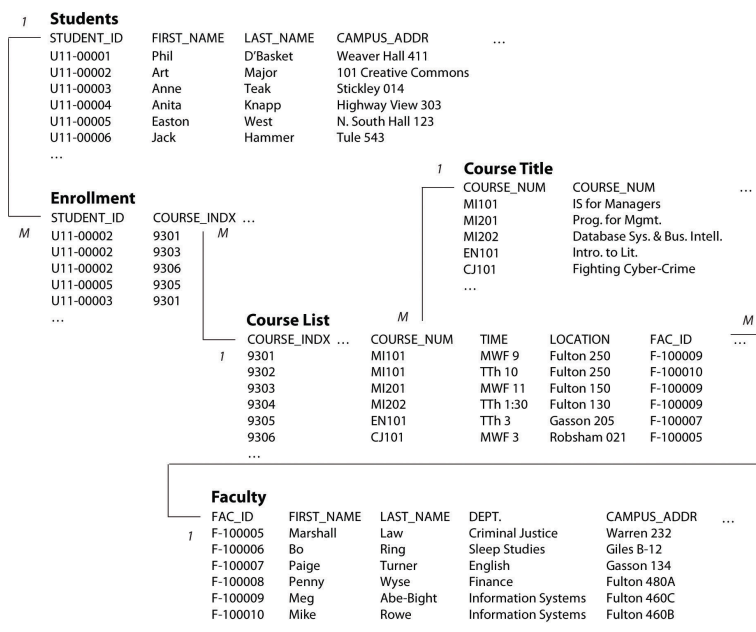 1 Students
STUDENT_ID FIRST_NAME LAST_NAME CAMPUS_ADDR ...
U11-00001 Phil D'Basket Weaver Hall 411
U11-00002 Art Major 101 Creative Commons
U11-00003 Anne Teak Stickley 014
U11-00004 Anita Knapp Highway View 303
U11-00005 Easton West N. South Hall 123
U11-00006 Jack Hammer Tule 543
...
1 Course Title
COURSE_NUM COURSE_NUM ...
MI101 IS for Managers
MI201 Prog. for Mgmt.
MI202 Database Sys. & Bus. Intell.
EN101 Intro. to Lit.
CJ101 Fighting Cyber-Crime
...
Enrollment
STUDENT_ID COURSE_INDX ...
M U11-00002 9301 M
U11-00002 9303
U11-00002 9306
U11-00005 9305
U11-00003 9301
...
Course List M M
COURSE_INDX ... COURSE_NUM TIME LOCATION FAC_ID ...
1 9301 MI101 MWF 9 Fulton 250 F-100009
9302 MI101 TTh 10 Fulton 250 F-100010
9303 MI201 MWF 11 Fulton 150 F-100009
9304 MI202 TTh 1:30 Fulton 130 F-100009
9305 EN101 TTh 3 Gasson 205 F-100007
9306 CJ101 MWF 3 Robsham 021 F-100005
...
Faculty
FAC_ID FIRST_NAME LAST_NAME DEPT. CAMPUS_ADDR ...
1 F-100005 Marshall Law Criminal Justice Warren 232
F-100006 Bo Ring Sleep Studies Giles B-12
F-100007 Paige Turner English Gasson 134
F-100008 Penny Wyse Finance Fulton 480A
F-100009 Meg Abe-Bight Information Systems Fulton 460C
F-100010 Mike Rowe Information Systems Fulton 460B